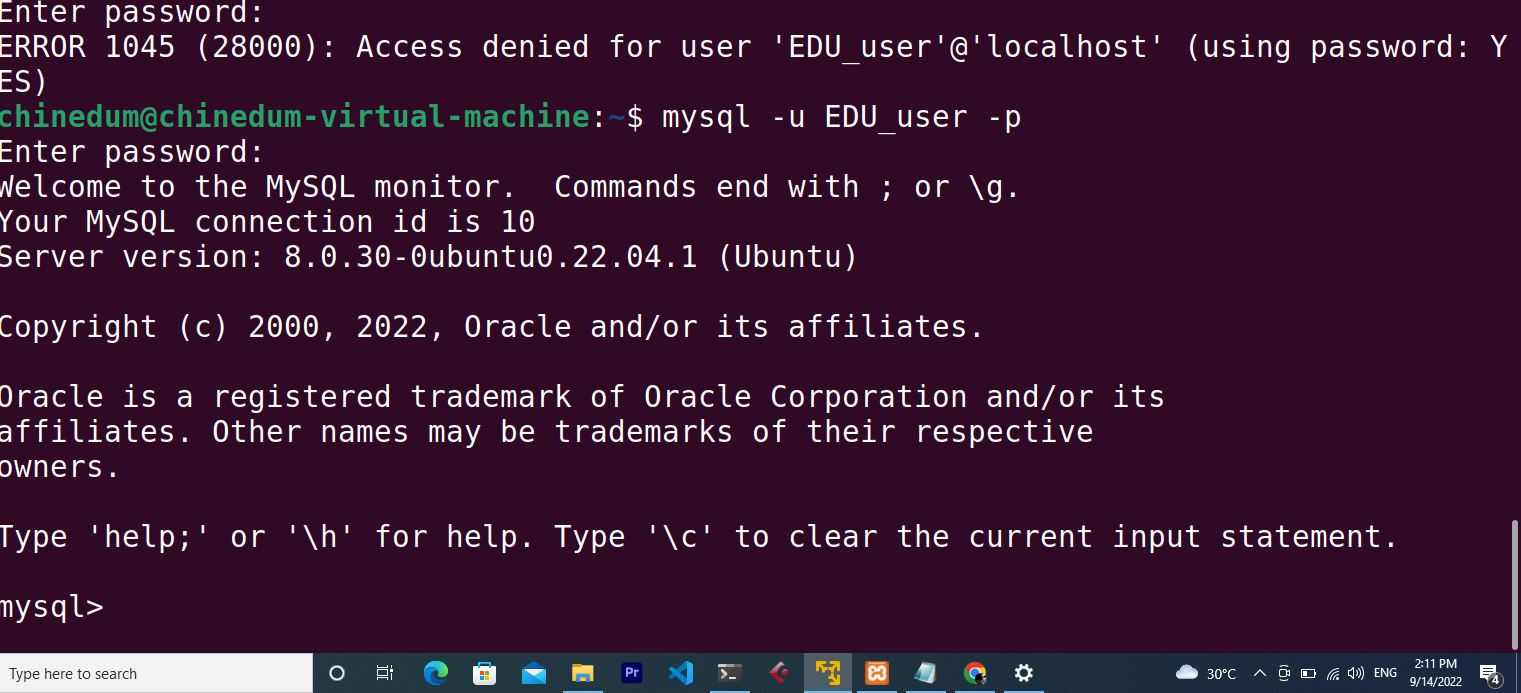 Enter password:
ERROR 1045 (28000): Access denied for user 'EDU_user'@'localhost' (using password: Y
ES)
chinedum@chinedum-virtual-machine:~$ mysql -u EDU_user -p
Enter password:
Welcome to the MySQL monitor.  Commands end with ; or \g.
Your MySQL connection id is 10
Server version: 8.0.30-0ubuntu0.22.04.1 (Ubuntu)
Copyright (c) 2000, 2022, Oracle and/or its affiliates.
Oracle is a registered trademark of Oracle Corporation and/or its
affiliates. Other names may be trademarks of their respective
owners.
Type 'help;' or '\h' for help. Type '\c' to clear the current input statement.
mysql>
Type here to search
Pr
30°C
ENG
2:11 PM
9/14/2022
4